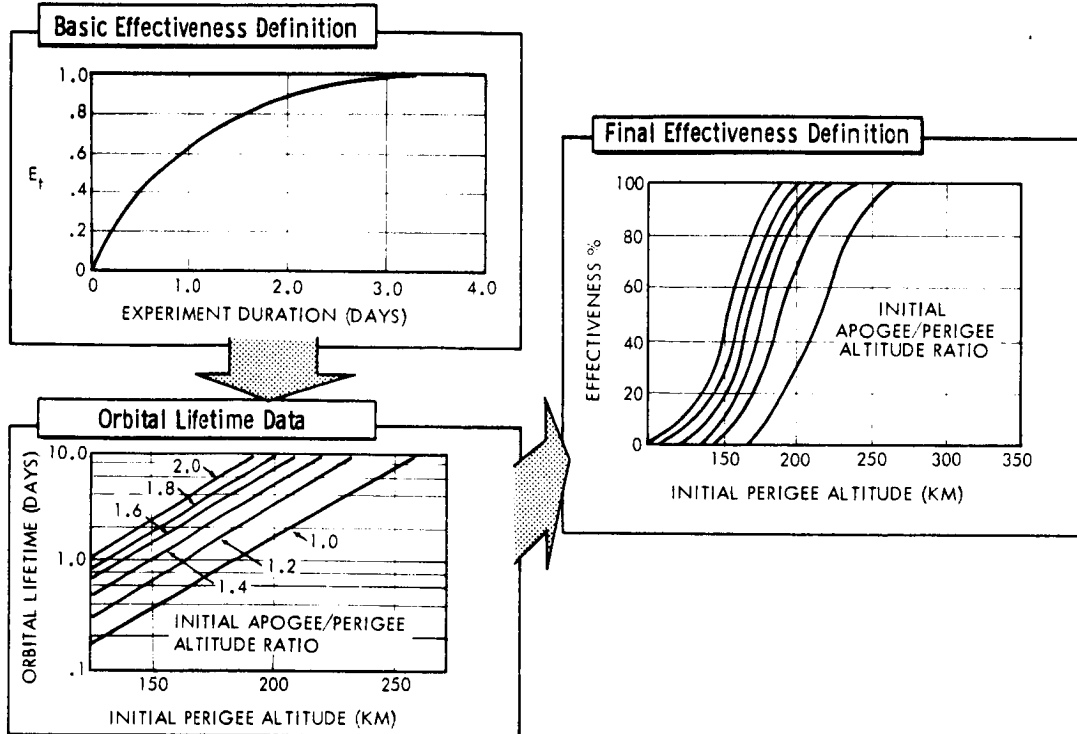 Basic Effectiveness Definition
1.0
.8
.6
.4
.2
0
E_t
0 1.0 2.0 3.0 4.0
EXPERIMENT DURATION (DAYS)
Orbital Lifetime Data
10.0
1.0
.1
ORBITAL LIFETIME (DAYS)
2.0
1.8
1.6
1.4
1.2
1.0
INITIAL APOGEE/PERIGEE
ALTITUDE RATIO
150 200 250
INITIAL PERIGEE ALTITUDE (KM)
Final Effectiveness Definition
100
80
60
40
20
0
EFFECTIVENESS %
INITIAL
APOGEE/PERIGEE
ALTITUDE RATIO
150 200 250 300 350
INITIAL PERIGEE ALTITUDE (KM)